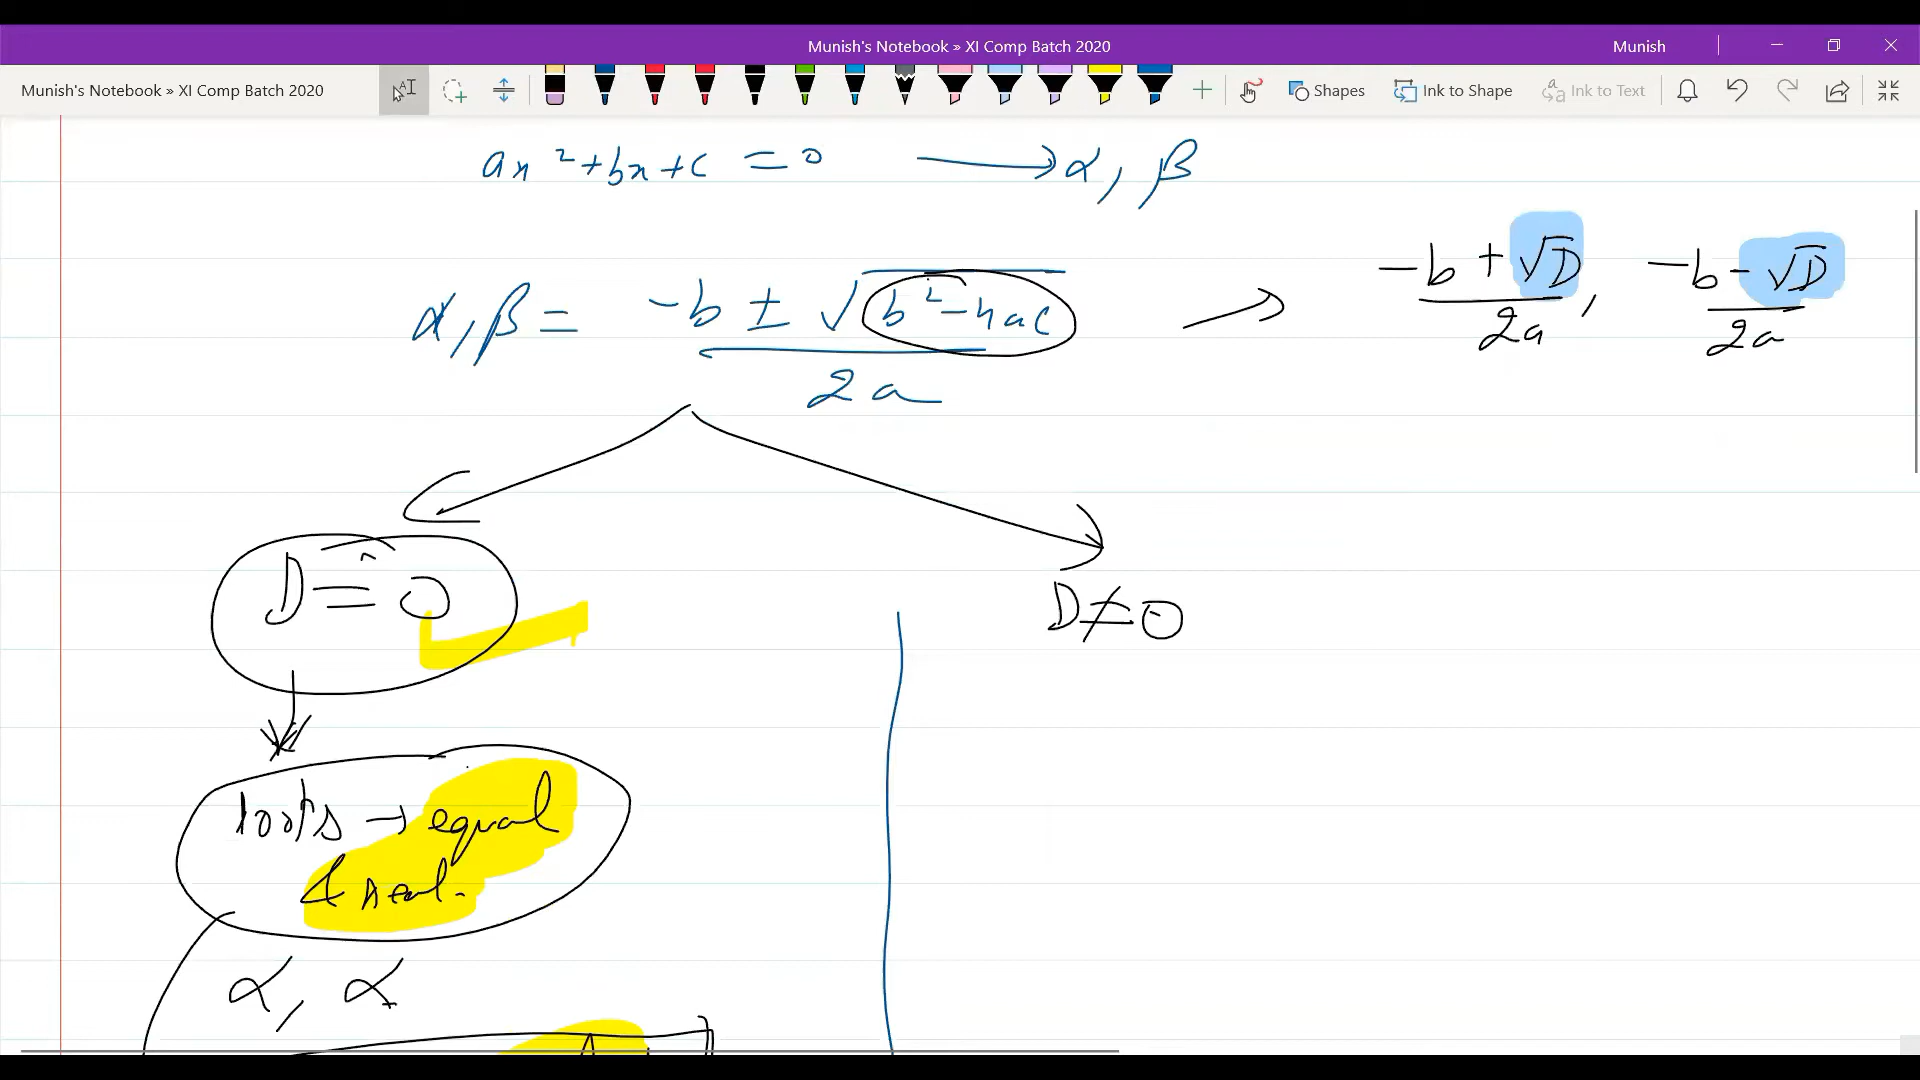 Munish's Notebook » XI Comp Batch 2020
Munish
Munish's Notebook » XI Comp Batch 2020
Shapes
Ink to Shape
Ink to Text
ax²+bx+c = 0 → α, β
α, β = (-b ± √(b²-4ac))/2a ⇒ (-b + √D)/2a, (-b - √D)/2a
D = 0
D ≠ 0
roots → equal
& real.
α, α